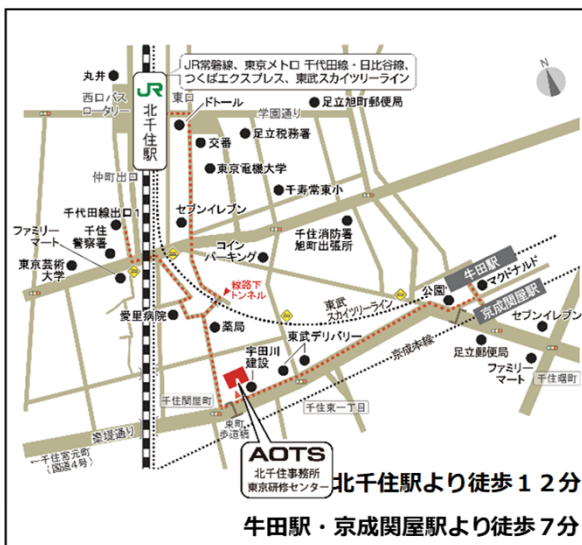 JR常磐線、東京メトロ 千代田線・日比谷線、
つくばエクスプレス、東武スカイツリーライン
丸井
JR
北千住駅
西口バス
ロータリー
東口
ドトール
学園通り
足立旭町郵便局
N
交番
足立税務署
東京電機大学
仲町出口
千寿常東小
千代田線出口1
セブンイレブン
千住
警察署
ファミリー
マート
東京芸術
大学
コイン
パーキング
千住消防署
旭町出張所
線路下
トンネル
東武
スカイツリーライン
牛田駅
公園
マクドナルド
京成関屋駅
愛里病院
薬局
宇田川
建設
東武デリバリー
京成本線
セブンイレブン
足立郵便局
ファミリー
マート
千住曙町
千住関屋町
千住東一丁目
墨堤通り
東町
歩道橋
←千住宮元町
(国道4号)
AOTS
北千住事務所
東京研修センター
北千住駅より徒歩12分
牛田駅・京成関屋駅より徒歩7分